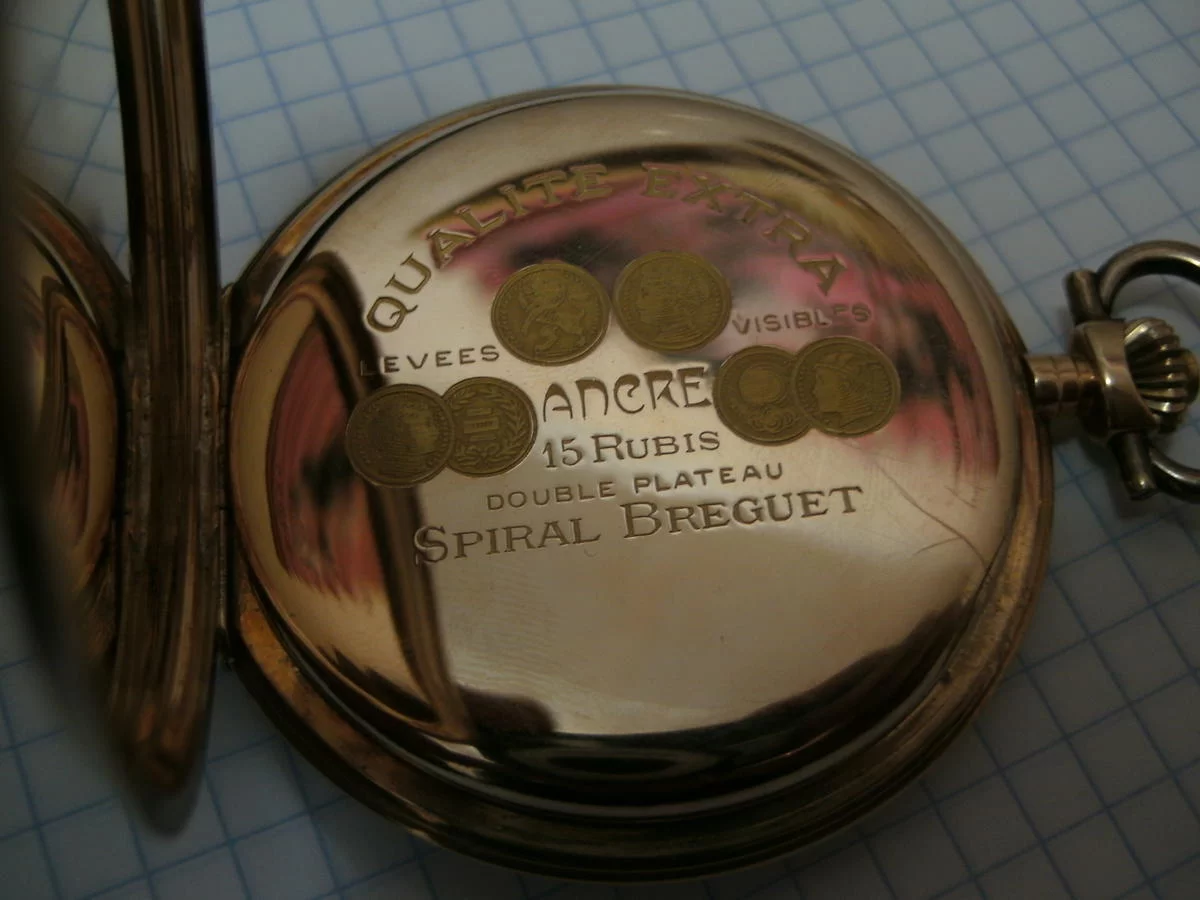 QUALITE EXTRA
LEVEES VISIBLES
ANCRE
15 RUBIS
DOUBLE PLATEAU
SPIRAL BREGUET